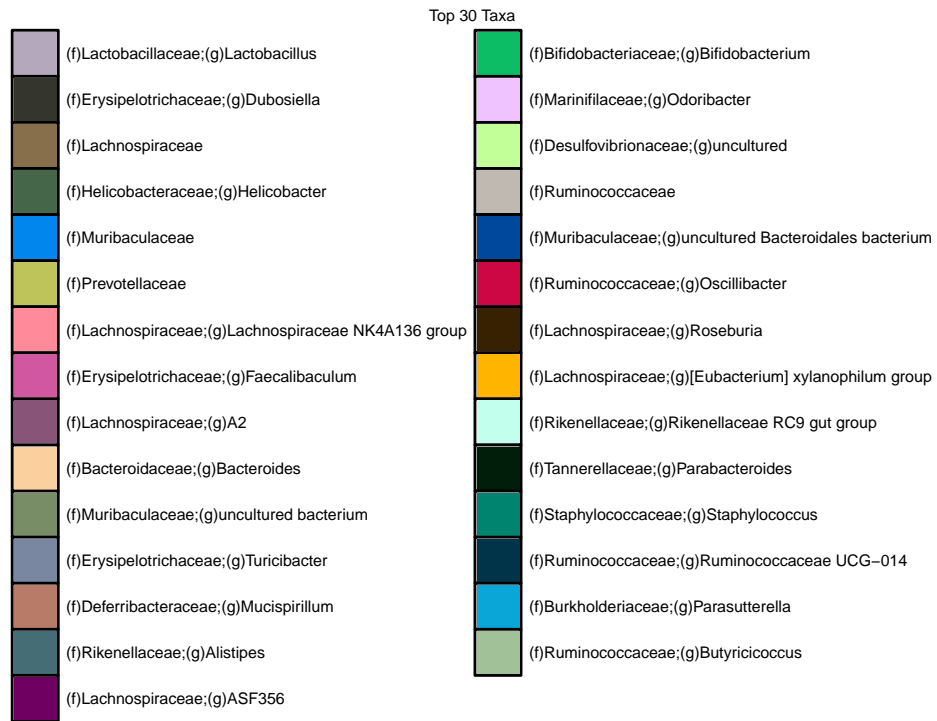 Top 30 Taxa
(f)Lactobacillaceae;(g)Lactobacillus
(f)Erysipelotrichaceae;(g)Dubosiella
(f)Lachnospiraceae
(f)Helicobacteraceae;(g)Helicobacter
(f)Muribaculaceae
(f)Prevotellaceae
(f)Lachnospiraceae;(g)Lachnospiraceae NK4A136 group
(f)Erysipelotrichaceae;(g)Faecalibaculum
(f)Lachnospiraceae;(g)A2
(f)Bacteroidaceae;(g)Bacteroides
(f)Muribaculaceae;(g)uncultured bacterium
(f)Erysipelotrichaceae;(g)Turicibacter
(f)Deferribacteraceae;(g)Mucispirillum
(f)Rikenellaceae;(g)Alistipes
(f)Lachnospiraceae;(g)ASF356
(f)Bifidobacteriaceae;(g)Bifidobacterium
(f)Marinifilaceae;(g)Odoribacter
(f)Desulfovibrionaceae;(g)uncultured
(f)Ruminococcaceae
(f)Muribaculaceae;(g)uncultured Bacteroidales bacterium
(f)Ruminococcaceae;(g)Oscillibacter
(f)Lachnospiraceae;(g)Roseburia
(f)Lachnospiraceae;(g)[Eubacterium] xylanophilum group
(f)Rikenellaceae;(g)Rikenellaceae RC9 gut group
(f)Tannerellaceae;(g)Parabacteroides
(f)Staphylococcaceae;(g)Staphylococcus
(f)Ruminococcaceae;(g)Ruminococcaceae UCG−014
(f)Burkholderiaceae;(g)Parasutterella
(f)Ruminococcaceae;(g)Butyricicoccus